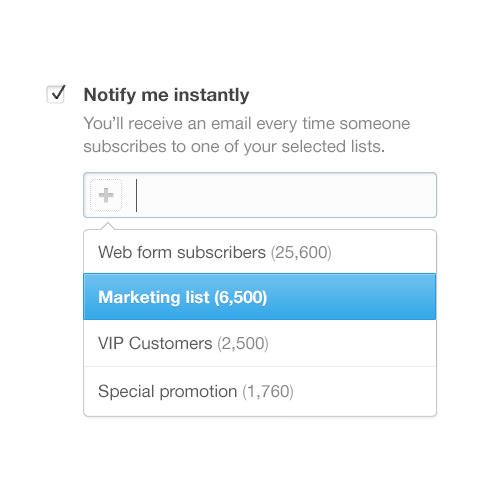 Notify me instantly
You’ll receive an email every time someone
subscribes to one of your selected lists.
Web form subscribers (25,600)
Marketing list (6,500)
VIP Customers (2,500)
Special promotion (1,760)